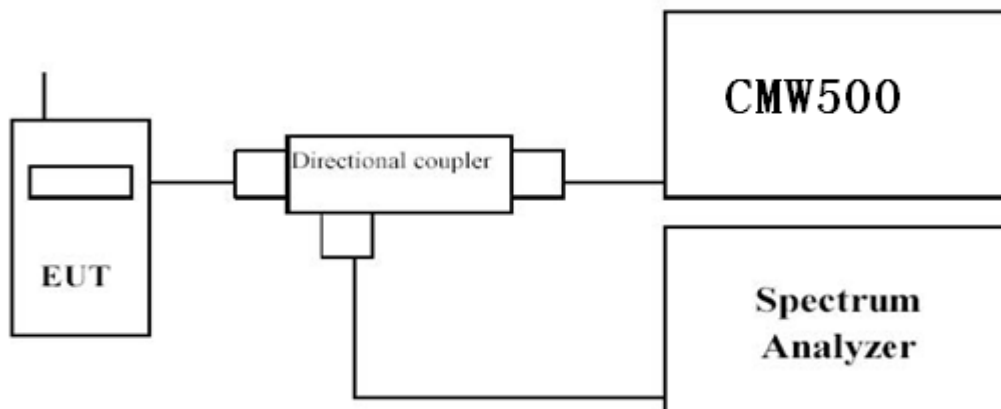 CMW500
Directional coupler
EUT
Spectrum
Analyzer